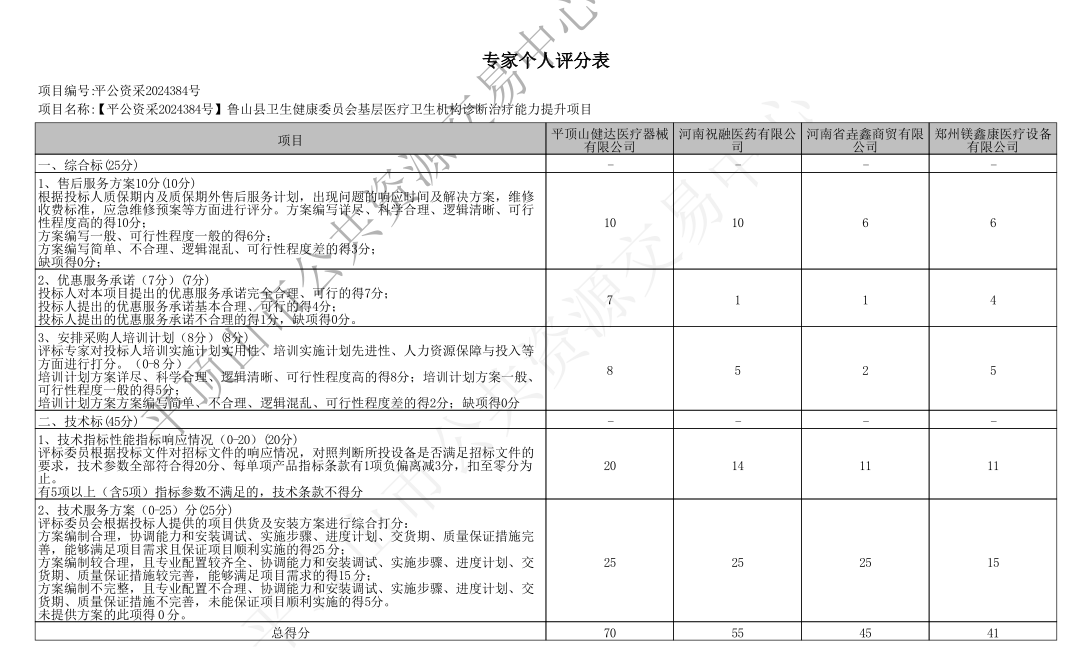 专家个人评分表
项目编号:平公资采2024384号
项目名称:【平公资采2024384号】鲁山县卫生健康委员会基层医疗卫生机构诊断治疗能力提升项目
项目 平顶山健达医疗器械有限公司 河南祝融医药有限公司 河南省垚鑫商贸有限公司 郑州镁鑫康医疗设备有限公司
一、综合标(25分) - - - -
1、售后服务方案10分(10分)
根据投标人质保期内及质保期外售后服务计划，出现问题的响应时间及解决方案，维修
收费标准，应急维修预案等方面进行评分。方案编写详尽、科学合理、逻辑清晰、可行
性程度高的得10分；
方案编写一般、可行性程度一般的得6分；
方案编写简单、不合理、逻辑混乱、可行性程度差的得3分；
缺项得0分；
10 10 6 6
2、优惠服务承诺（7分）(7分)
投标人对本项目提出的优惠服务承诺完全合理、可行的得7分；
投标人提出的优惠服务承诺基本合理、可行的得4分；
投标人提出的优惠服务承诺不合理的得1分，缺项得0分。
7 1 1 4
3、安排采购人培训计划（8分）(8分)
评标专家对投标人培训实施计划实用性、培训实施计划先进性、人力资源保障与投入等
方面进行打分。（0-8 分）
培训计划方案详尽、科学合理、逻辑清晰、可行性程度高的得8分；培训计划方案一般、
可行性程度一般的得5分；
培训计划方案方案编写简单、不合理、逻辑混乱、可行性程度差的得2分；缺项得0分
8 5 2 5
二、技术标(45分) - - - -
1、技术指标性能指标响应情况（0-20）(20分)
评标委员根据投标文件对招标文件的响应情况，对照判断所投设备是否满足招标文件的
要求，技术参数全部符合得20分、每单项产品指标条款有1项负偏离减3分，扣至零分为
止。
有5项以上（含5项）指标参数不满足的，技术条款不得分
20 14 11 11
2、技术服务方案（0-25）分(25分)
评标委员会根据投标人提供的项目供货及安装方案进行综合打分：
方案编制合理，协调能力和安装调试、实施步骤、进度计划、交货期、质量保证措施完
善，能够满足项目需求且保证项目顺利实施的得25 分；
方案编制较合理，且专业配置较齐全、协调能力和安装调试、实施步骤、进度计划、交
货期、质量保证措施较完善，能够满足项目需求的得15 分；
方案编制不完整，且专业配置不合理、协调能力和安装调试、实施步骤、进度计划、交
货期、质量保证措施不完善，未能保证项目顺利实施的得5分。
未提供方案的此项得 0 分。
25 25 25 15
总得分 70 55 45 41
平顶山市公共资源交易中心
平顶山市公共资源交易中心